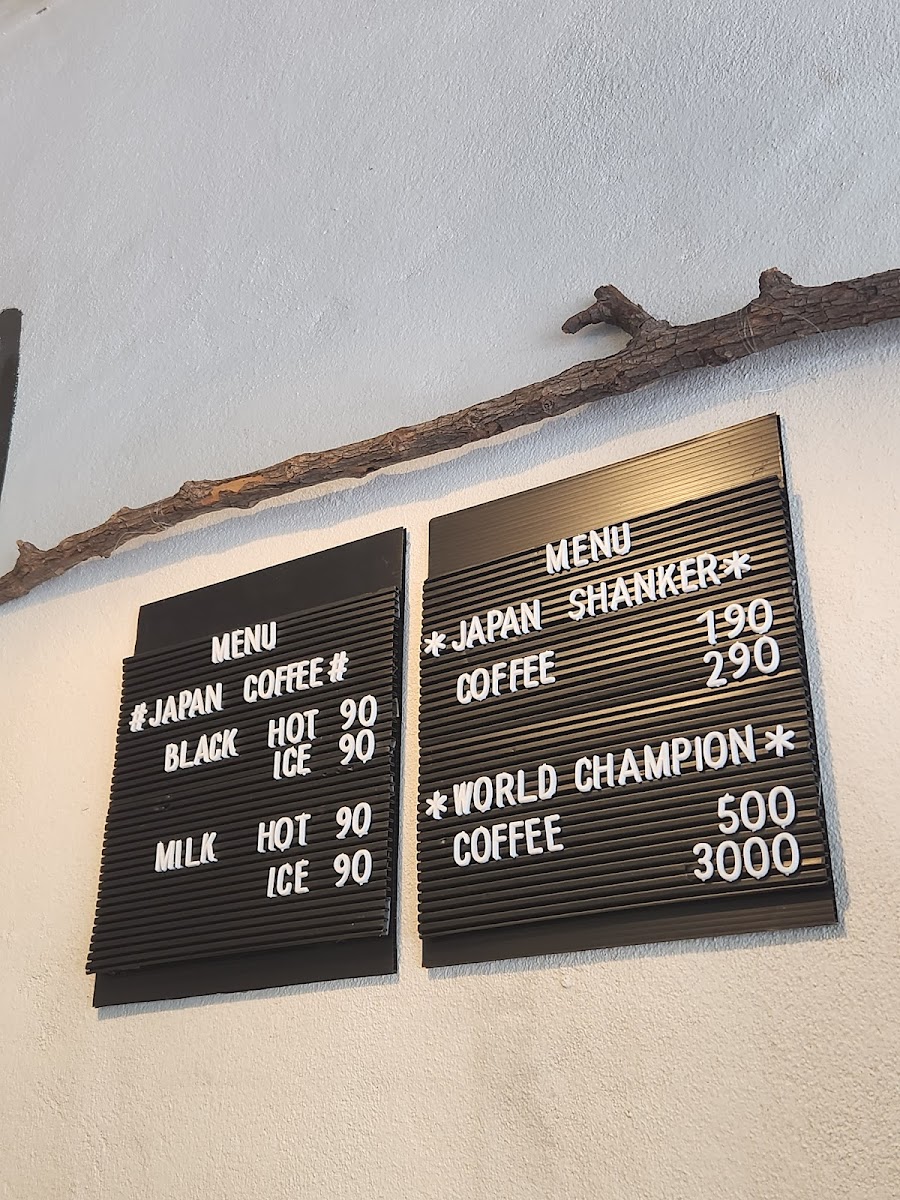 MENU
#JAPAN COFFEE#
BLACK HOT 90
ICE 90
MILK HOT 90
ICE 90
MENU
*JAPAN SHANKER*
COFFEE 190
290
*WORLD CHAMPION*
COFFEE 500
3000